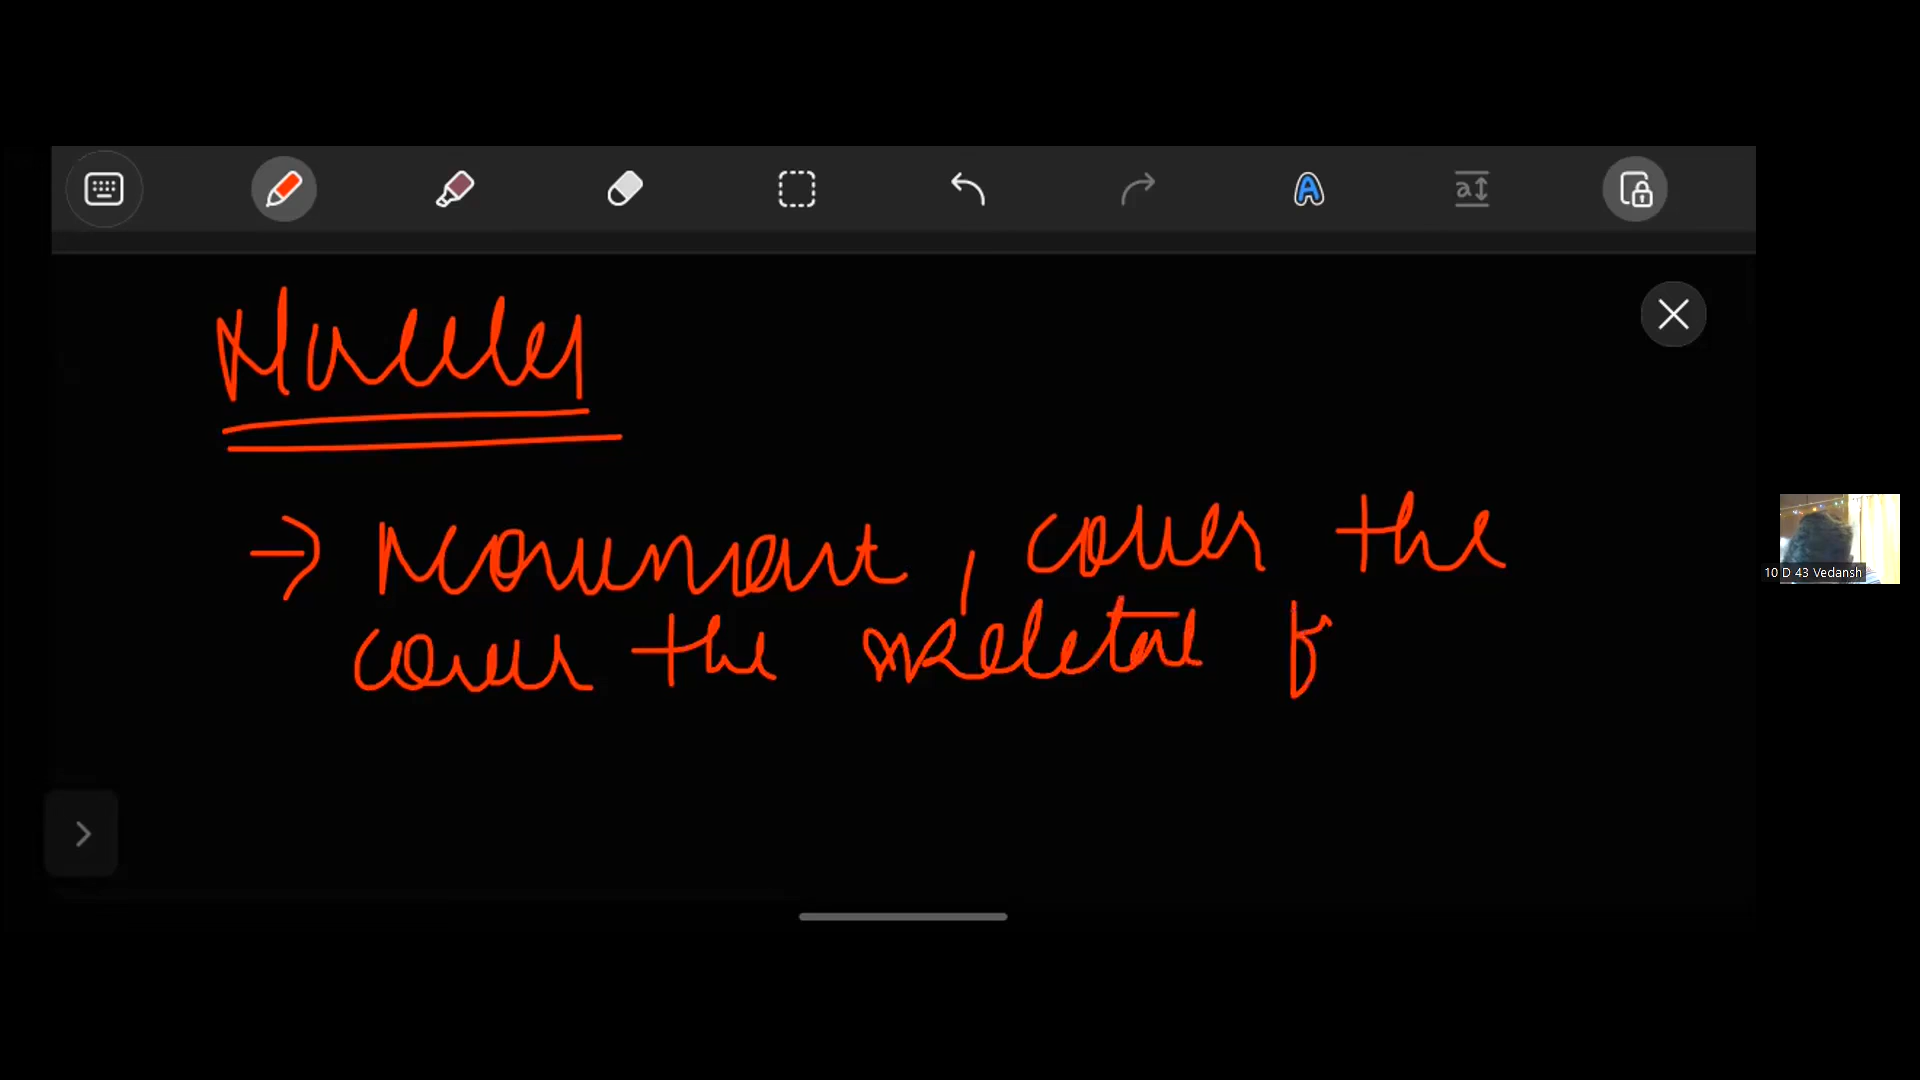 Muscles
→ Movement, cover the
cover the skeletal f
10 D 43 Vedansh